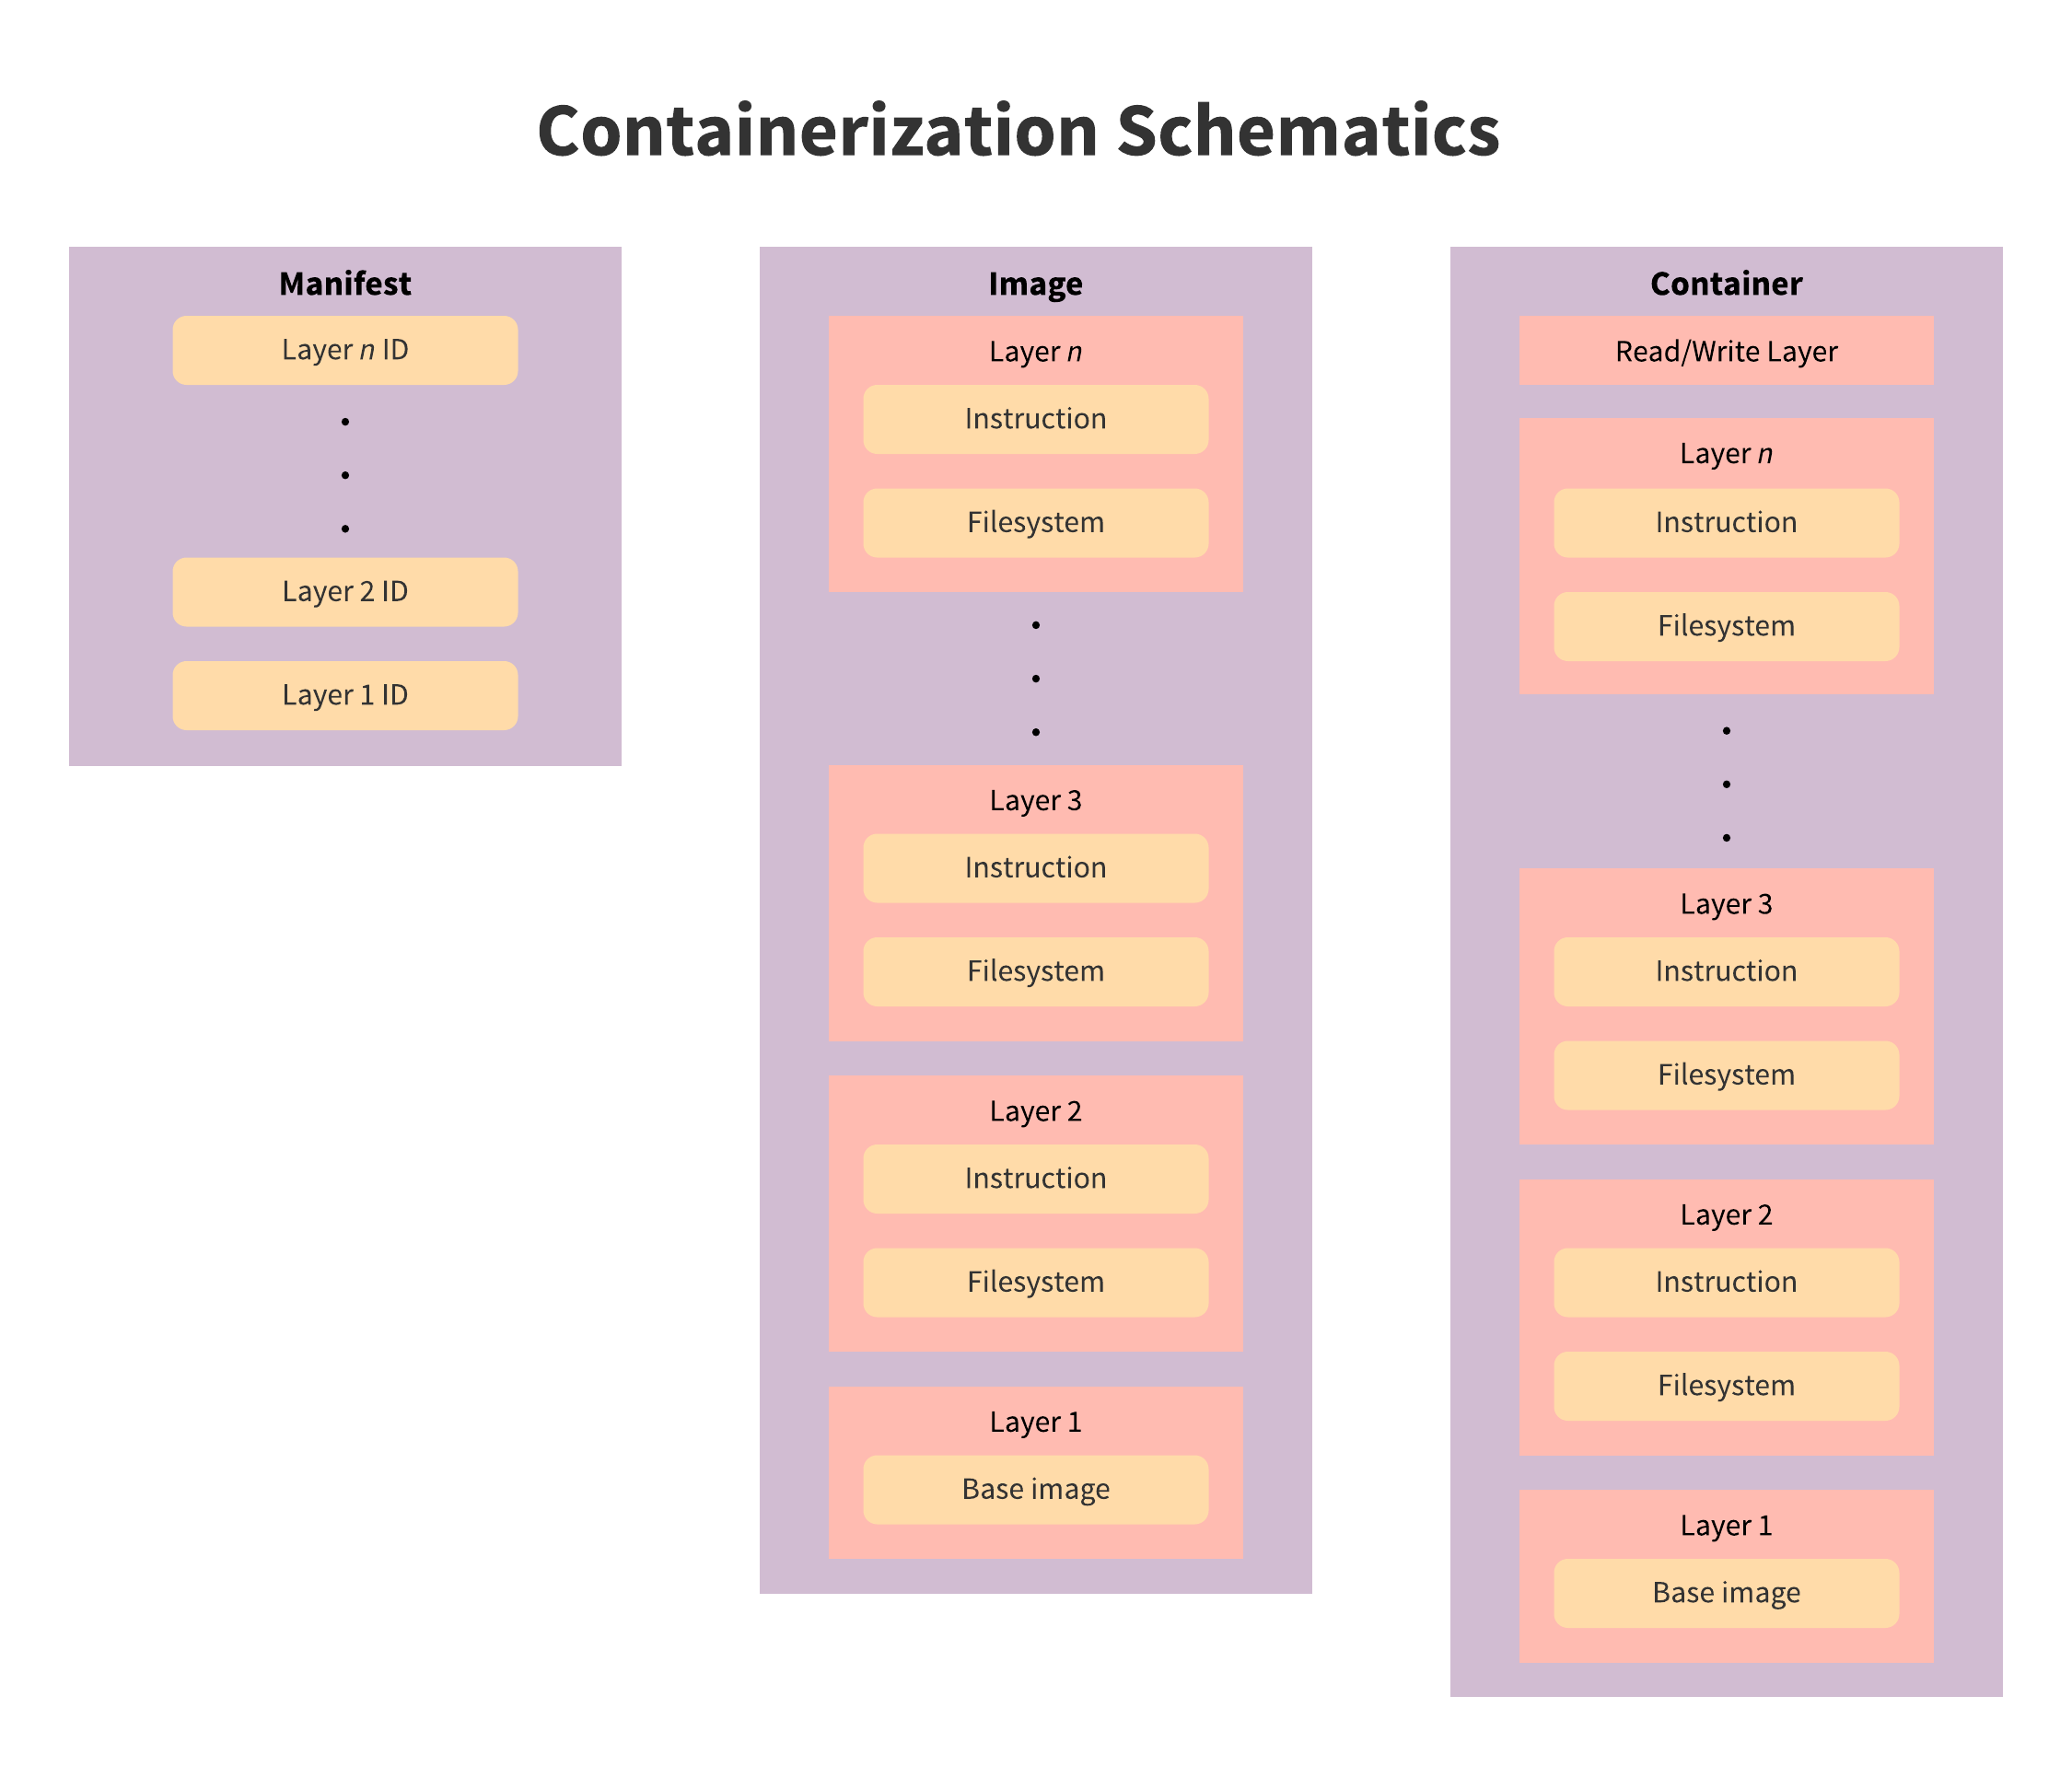 Containerization Schematics
Manifest
Layer n ID
Layer 2 ID
Layer 1 ID
Image
Layer n
Instruction
Filesystem
Layer 3
Instruction
Filesystem
Layer 2
Instruction
Filesystem
Layer 1
Base image
Container
Read/Write Layer
Layer n
Instruction
Filesystem
Layer 3
Instruction
Filesystem
Layer 2
Instruction
Filesystem
Layer 1
Base image